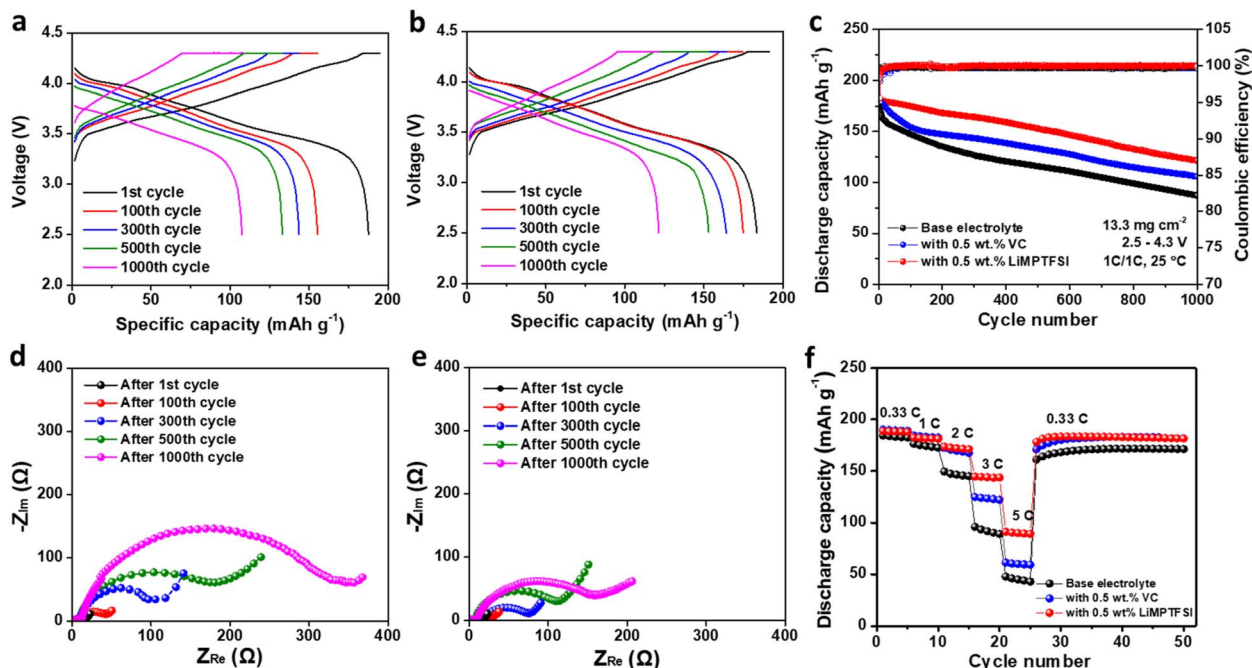 a
4.5
4.0
3.5
3.0
2.5
2.0
Voltage (V)
1st cycle
100th cycle
300th cycle
500th cycle
1000th cycle
0
50
100
150
200
Specific capacity (mAh g⁻¹)
b
4.5
4.0
3.5
3.0
2.5
2.0
Voltage (V)
1st cycle
100th cycle
300th cycle
500th cycle
1000th cycle
0
50
100
150
200
Specific capacity (mAh g⁻¹)
c
250
200
150
100
50
0
Discharge capacity (mAh g⁻¹)
105
100
95
90
85
80
75
70
Coulombic efficiency (%)
Base electrolyte
with 0.5 wt.% VC
with 0.5 wt.% LiMPTFSI
13.3 mg cm⁻²
2.5 - 4.3 V
1C/1C, 25 °C
0
200
400
600
800
1000
Cycle number
d
400
300
200
100
0
-ZIm (Ω)
After 1st cycle
After 100th cycle
After 300th cycle
After 500th cycle
After 1000th cycle
0
100
200
300
400
ZRe (Ω)
e
400
300
200
100
0
-ZIm (Ω)
After 1st cycle
After 100th cycle
After 300th cycle
After 500th cycle
After 1000th cycle
0
100
200
300
400
ZRe (Ω)
f
250
200
150
100
50
0
Discharge capacity (mAh g⁻¹)
0.33 C
1 C
2 C
3 C
5 C
0.33 C
Base electrolyte
with 0.5 wt.% VC
with 0.5 wt% LiMPTFSI
0
10
20
30
40
50
Cycle number